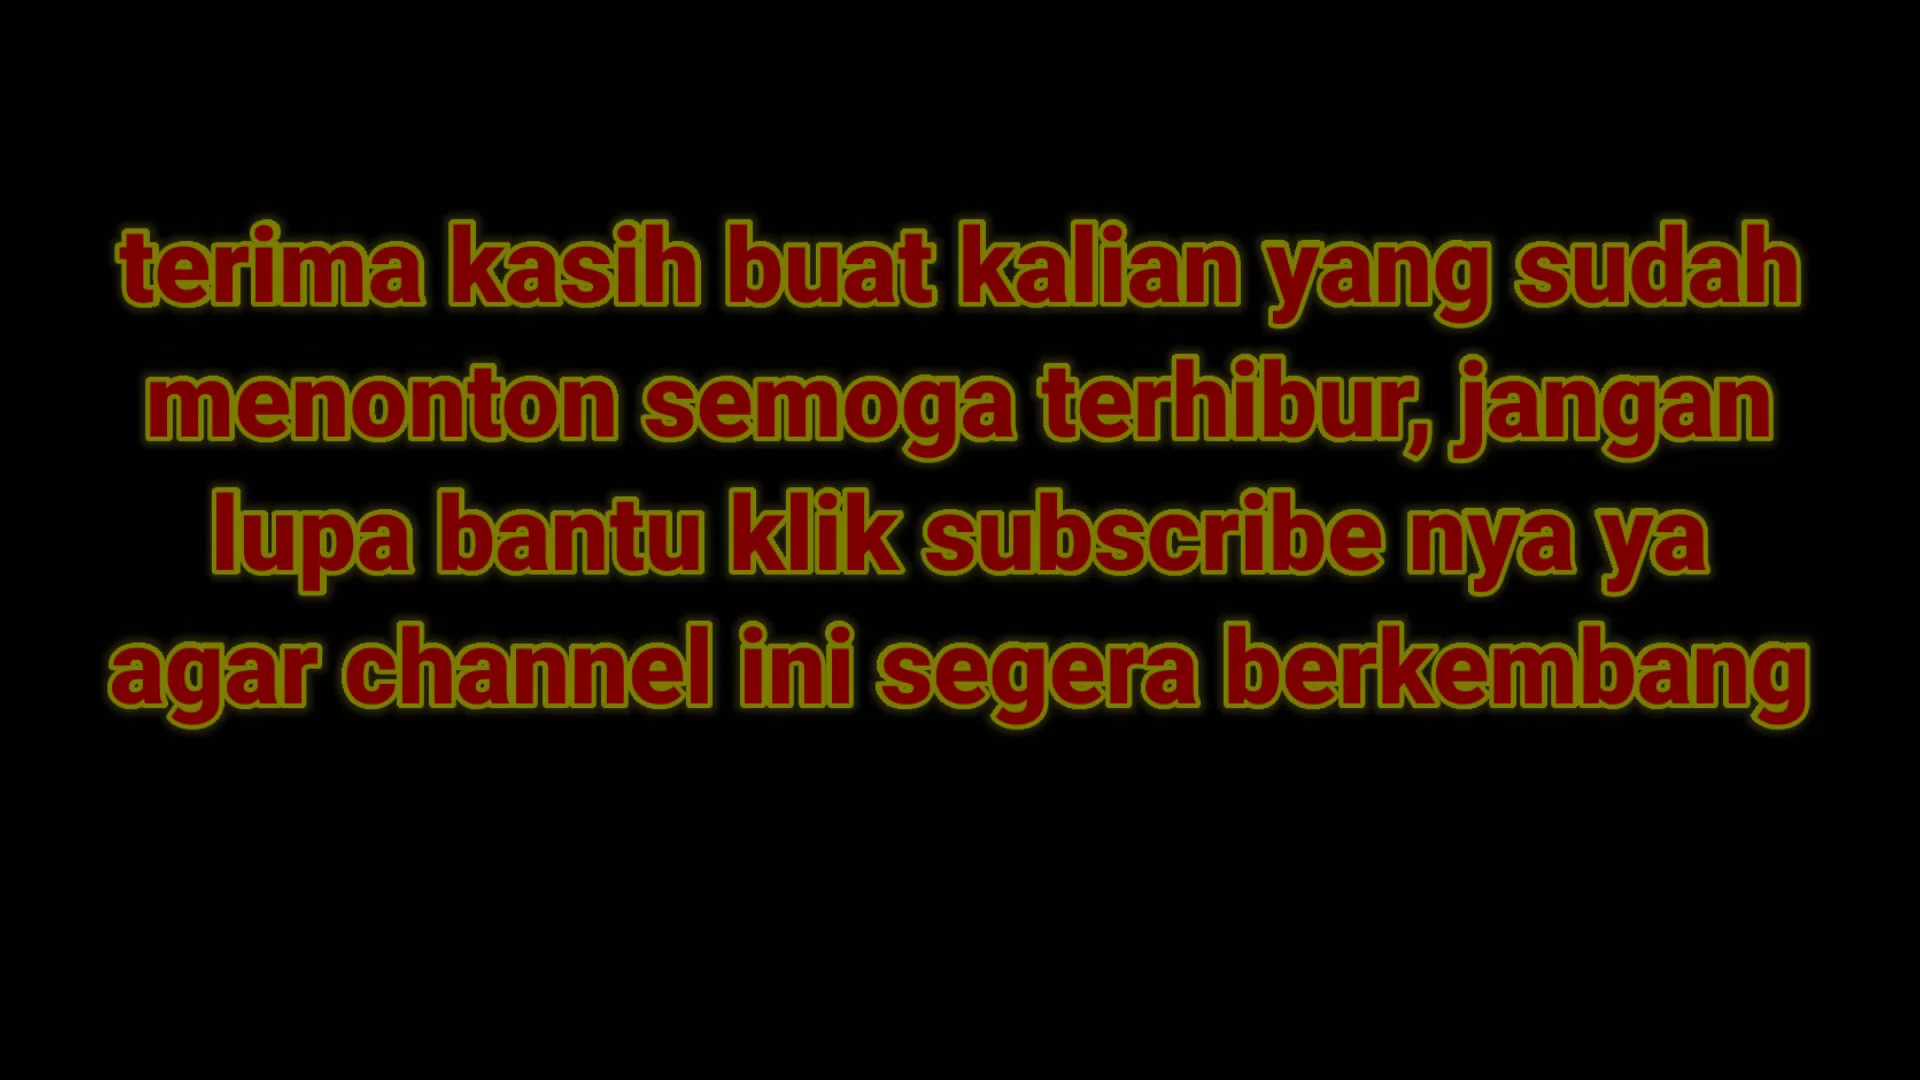 terima kasih buat kalian yang sudah
menonton semoga terhibur, jangan
lupa bantu klik subscribe nya ya
agar channel ini segera berkembang